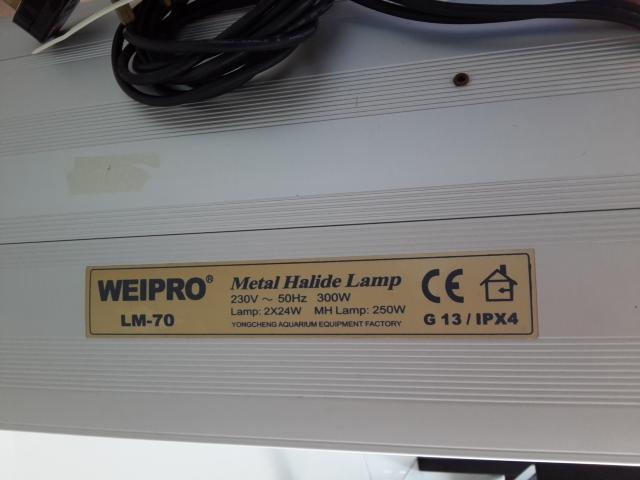 WEIPRO®
LM-70
Metal Halide Lamp
230V ~ 50Hz 300W
Lamp: 2X24W MH Lamp: 250W
YONGCHENG AQUARIUM EQUIPMENT FACTORY
CE
G 13 / IPX4